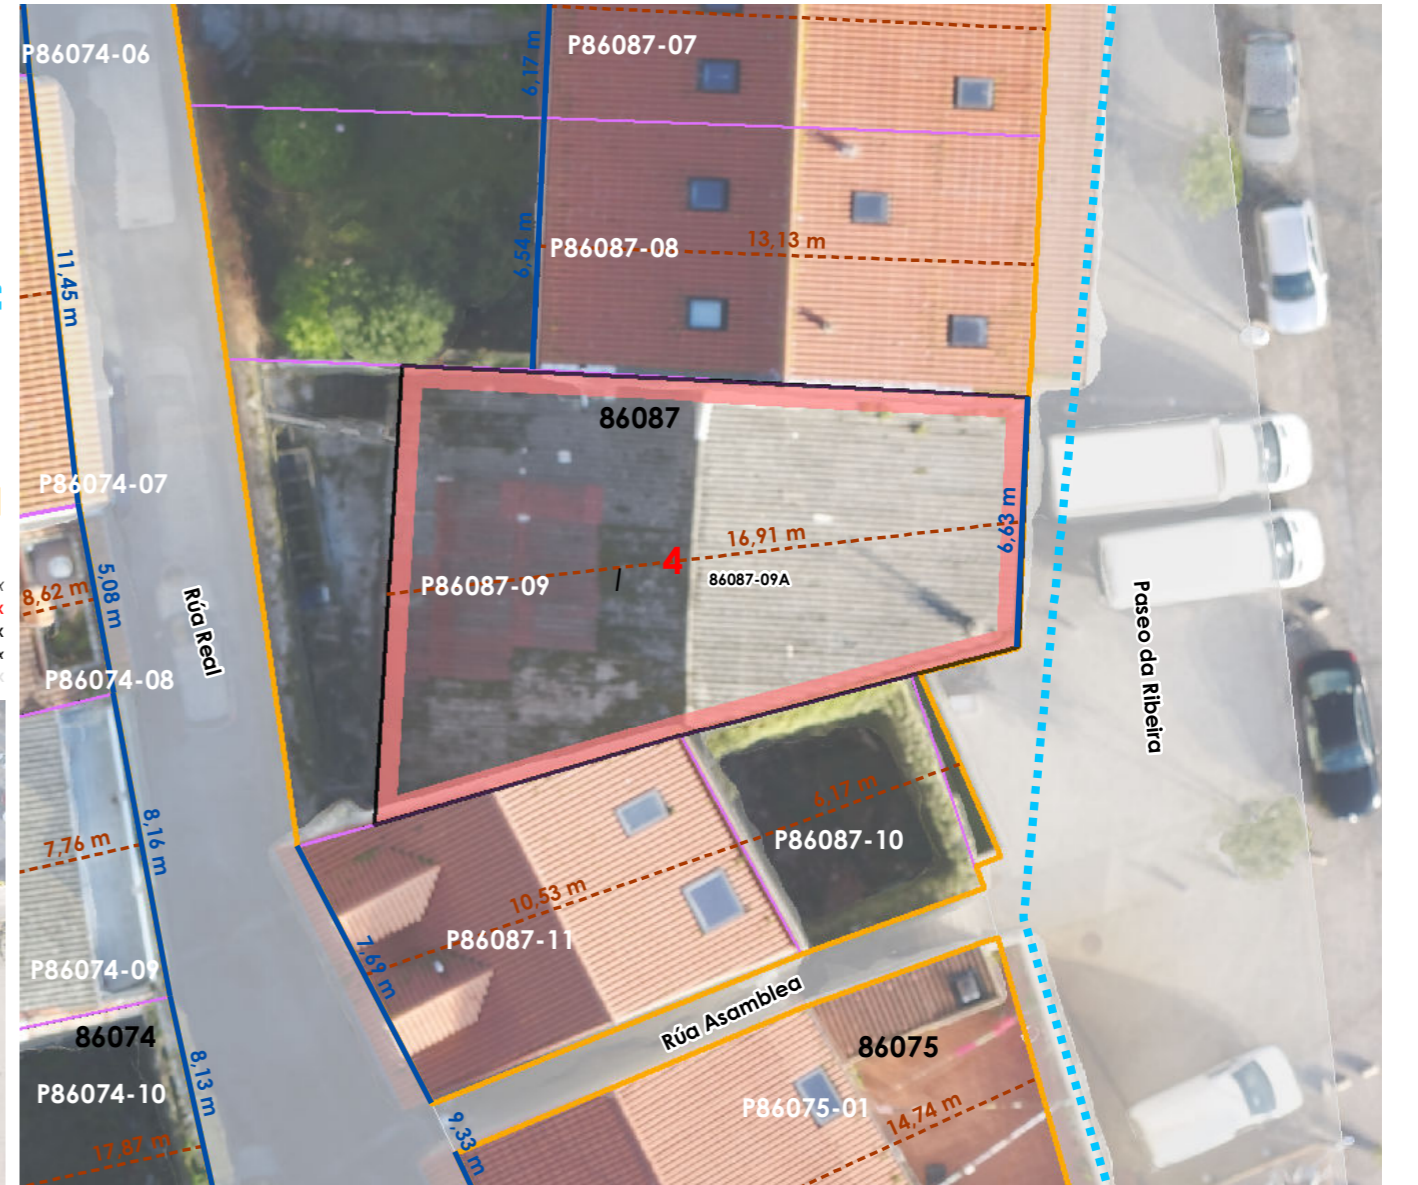 P86074-06
6,17 m
P86087-07
11,45 m
6,54 m
P86087-08
13,13 m
86087
P86074-07
6,63 m
16,91 m
4
86087-09A
P86087-09
I
8,62 m
5,08 m
Rúa Real
Paseo da Ribeira
P86074-08
6,17 m
P86087-10
7,76 m
8,16 m
10,53 m
P86087-11
7,69 m
P86074-09
Rúa Asamblea
86074
86075
8,13 m
P86074-10
P86075-01
14,74 m
9,33 m
17,87 m